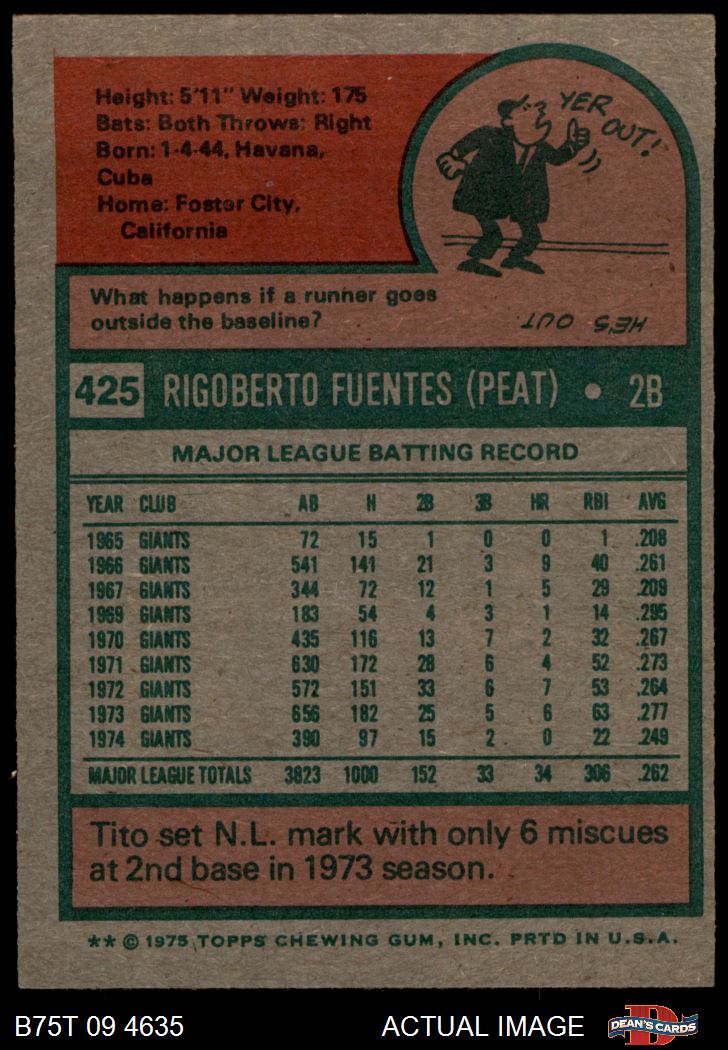 Height: 5'11" Weight: 175
Bats: Both Throws: Right
Born: 1-4-44, Havana,
Cuba
Home: Foster City,
California
YER
OUT!
What happens if a runner goes
outside the baseline?
HE'S OUT
425 RIGOBERTO FUENTES (PEAT) • 2B
MAJOR LEAGUE BATTING RECORD
YEAR CLUB AB H 2B 3B HR RBI AVG
1965 GIANTS 72 15 1 0 0 1 .208
1966 GIANTS 541 141 21 3 9 40 .261
1967 GIANTS 344 72 12 1 5 29 .209
1969 GIANTS 183 54 4 3 1 14 .295
1970 GIANTS 435 116 13 7 2 32 .267
1971 GIANTS 630 172 28 6 4 52 .273
1972 GIANTS 572 151 33 6 7 53 .264
1973 GIANTS 656 182 25 5 6 63 .277
1974 GIANTS 390 97 15 2 0 22 .249
MAJOR LEAGUE TOTALS 3823 1000 152 33 34 306 .262
Tito set N.L. mark with only 6 miscues
at 2nd base in 1973 season.
** © 1975 TOPPS CHEWING GUM, INC. PRTD IN U.S.A.
B75T 09 4635 ACTUAL IMAGE DEAN'S CARDS